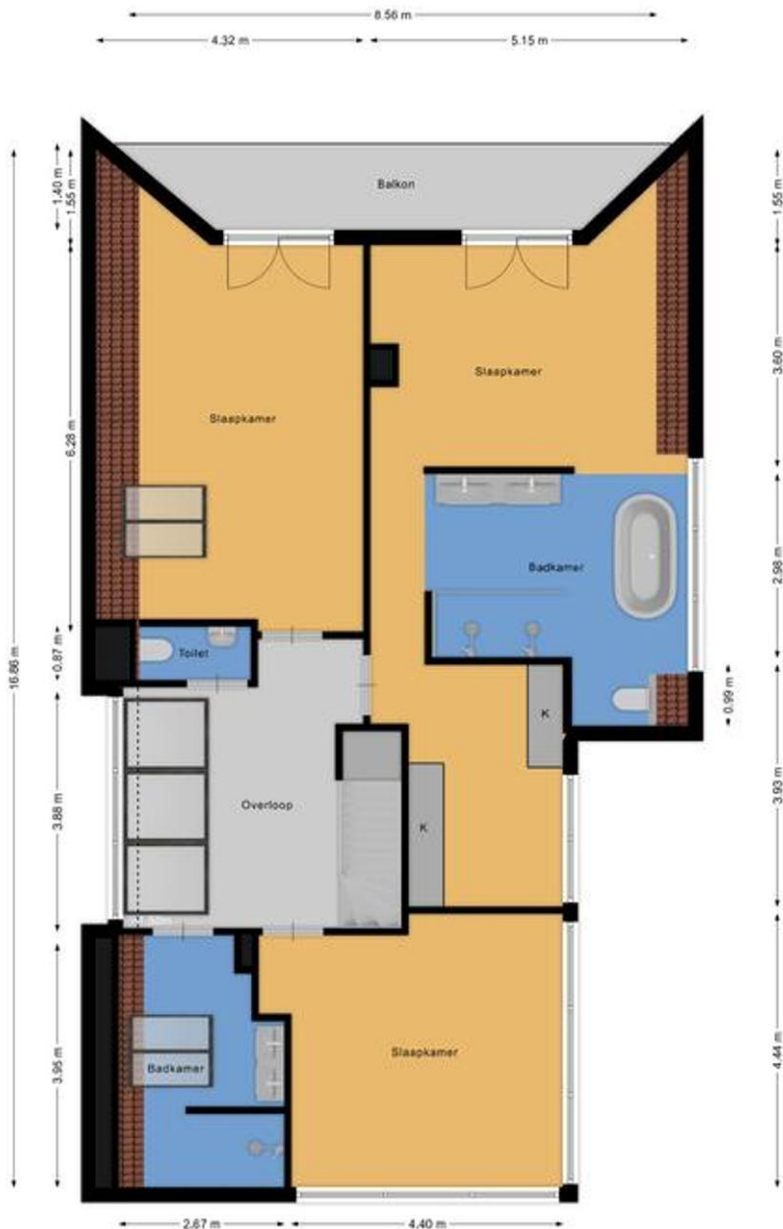 8.56 m
4.32 m
5.15 m
1.40 m
1.55 m
1.55 m
Balkon
3.60 m
Slaapkamer
6.28 m
Slaapkamer
2.98 m
Badkamer
16.86 m
0.87 m
Toilet
0.99 m
K
3.93 m
3.88 m
Overloop
K
4.44 m
Slaapkamer
3.95 m
Badkamer
2.67 m
4.40 m